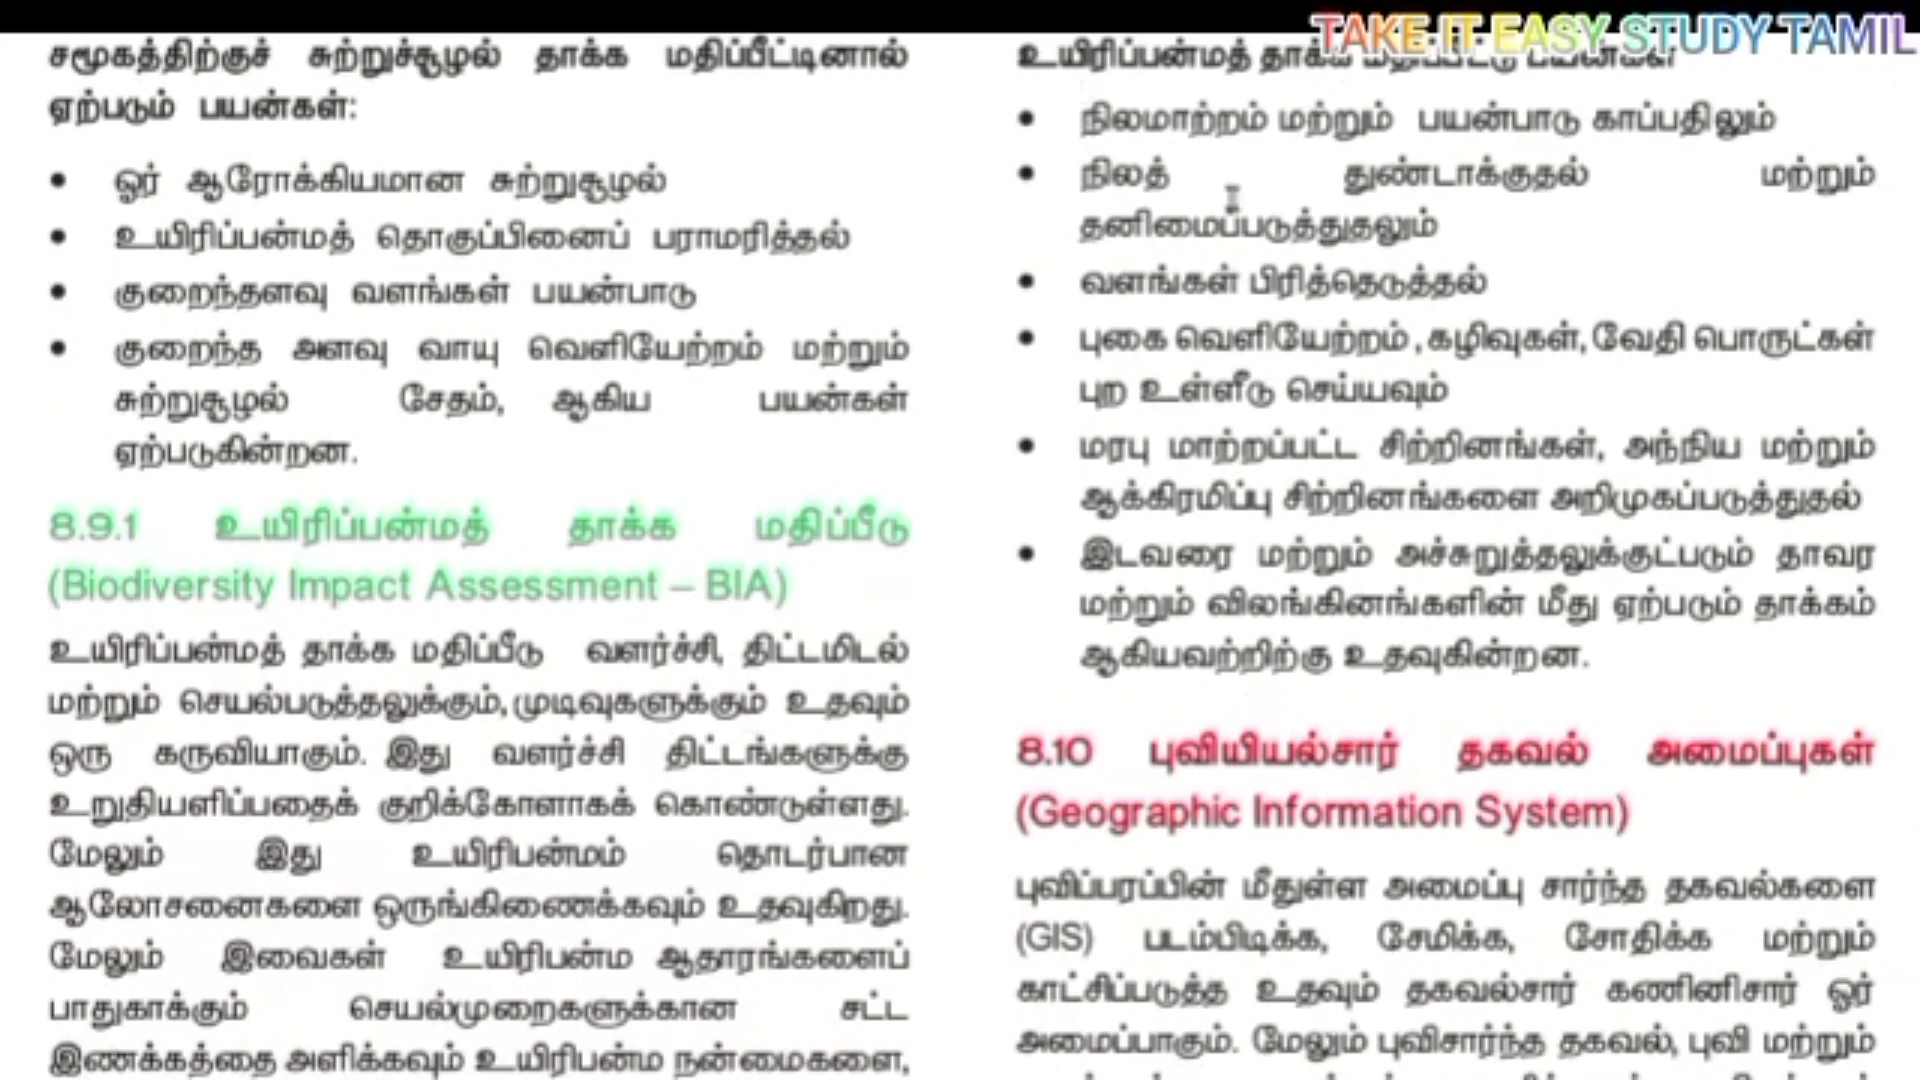 TAKE IT EASY STUDY TAMIL
சமூகத்திற்குச் சுற்றுச்சூழல் தாக்க மதிப்பீட்டினால்
ஏற்படும் பயன்கள்:
• ஓர் ஆரோக்கியமான சுற்றுசூழல்
• உயிரிப்பன்மத் தொகுப்பினைப் பராமரித்தல்
• குறைந்தளவு வளங்கள் பயன்பாடு
• குறைந்த அளவு வாயு வெளியேற்றம் மற்றும்
சுற்றுசூழல் சேதம், ஆகிய பயன்கள்
ஏற்படுகின்றன.
8.9.1 உயிரிப்பன்மத் தாக்க மதிப்பீடு
(Biodiversity Impact Assessment – BIA)
உயிரிப்பன்மத் தாக்க மதிப்பீடு வளர்ச்சி, திட்டமிடல்
மற்றும் செயல்படுத்தலுக்கும், முடிவுகளுக்கும் உதவும்
ஒரு கருவியாகும். இது வளர்ச்சி திட்டங்களுக்கு
உறுதியளிப்பதைக் குறிக்கோளாகக் கொண்டுள்ளது.
மேலும் இது உயிரிபன்மம் தொடர்பான
ஆலோசனைகளை ஒருங்கிணைக்கவும் உதவுகிறது.
மேலும் இவைகள் உயிரிபன்ம ஆதாரங்களைப்
பாதுகாக்கும் செயல்முறைகளுக்கான சட்ட
இணக்கத்தை அளிக்கவும் உயிரிபன்ம நன்மைகளை,
உயிரிப்பன்மத் தாக்க மதிப்பீட்டு பயன்கள்
• நிலமாற்றம் மற்றும் பயன்பாடு காப்பதிலும்
• நிலத் துண்டாக்குதல் மற்றும்
தனிமைப்படுத்துதலும்
• வளங்கள் பிரித்தெடுத்தல்
• புகை வெளியேற்றம் , கழிவுகள், வேதி பொருட்கள்
புற உள்ளீடு செய்யவும்
• மரபு மாற்றப்பட்ட சிற்றினங்கள், அந்நிய மற்றும்
ஆக்கிரமிப்பு சிற்றினங்களை அறிமுகப்படுத்துதல்
• இடவரை மற்றும் அச்சுறுத்தலுக்குட்படும் தாவர
மற்றும் விலங்கினங்களின் மீது ஏற்படும் தாக்கம்
ஆகியவற்றிற்கு உதவுகின்றன.
8.10 புவியியல்சார் தகவல் அமைப்புகள்
(Geographic Information System)
புவிப்பரப்பின் மீதுள்ள அமைப்பு சார்ந்த தகவல்களை
(GIS) படம்பிடிக்க, சேமிக்க, சோதிக்க மற்றும்
காட்சிப்படுத்த உதவும் தகவல்சார் கணினிசார் ஓர்
அமைப்பாகும். மேலும் புவிசார்ந்த தகவல், புவி மற்றும்